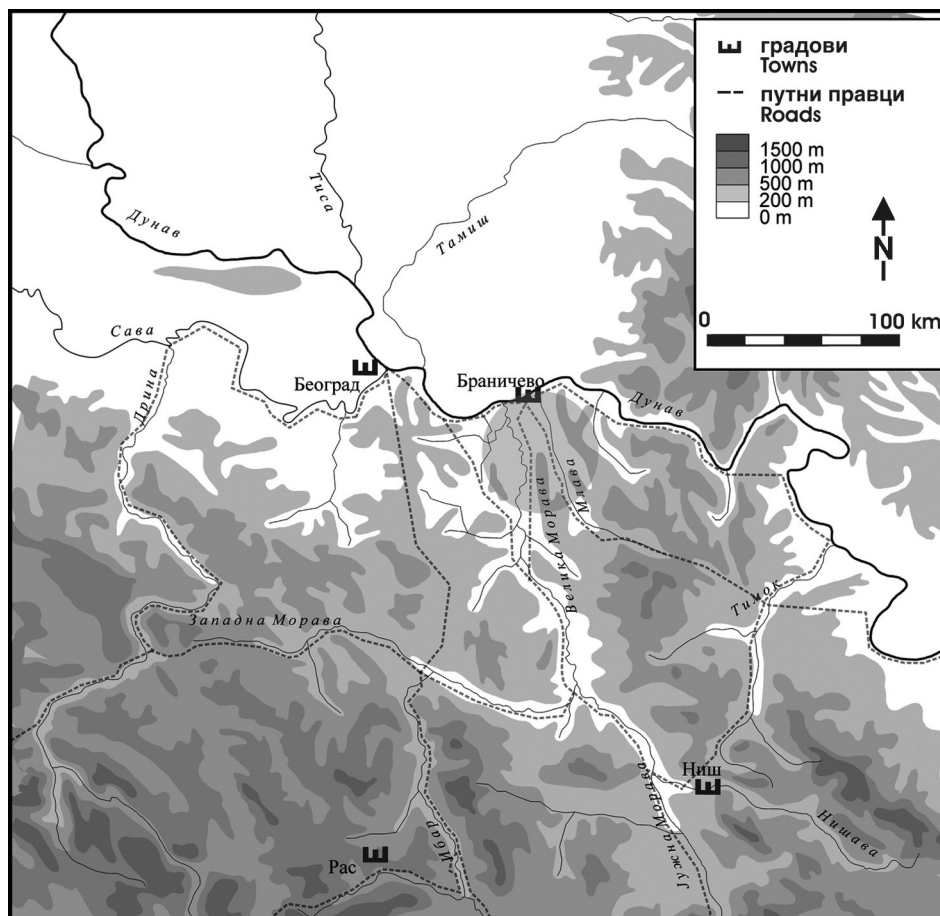 градови
Towns
путни правци
Roads
1500 m
1000 m
500 m
200 m
0 m
N
0 100 km
Тиса
Дунав
Тамиш
Сава
Београд
Браничево
Дунав
Дрина
Млава
Велика Морава
Тимок
Западна Морава
Ниш
Нишава
Јужна Морава
Ибар
Рас